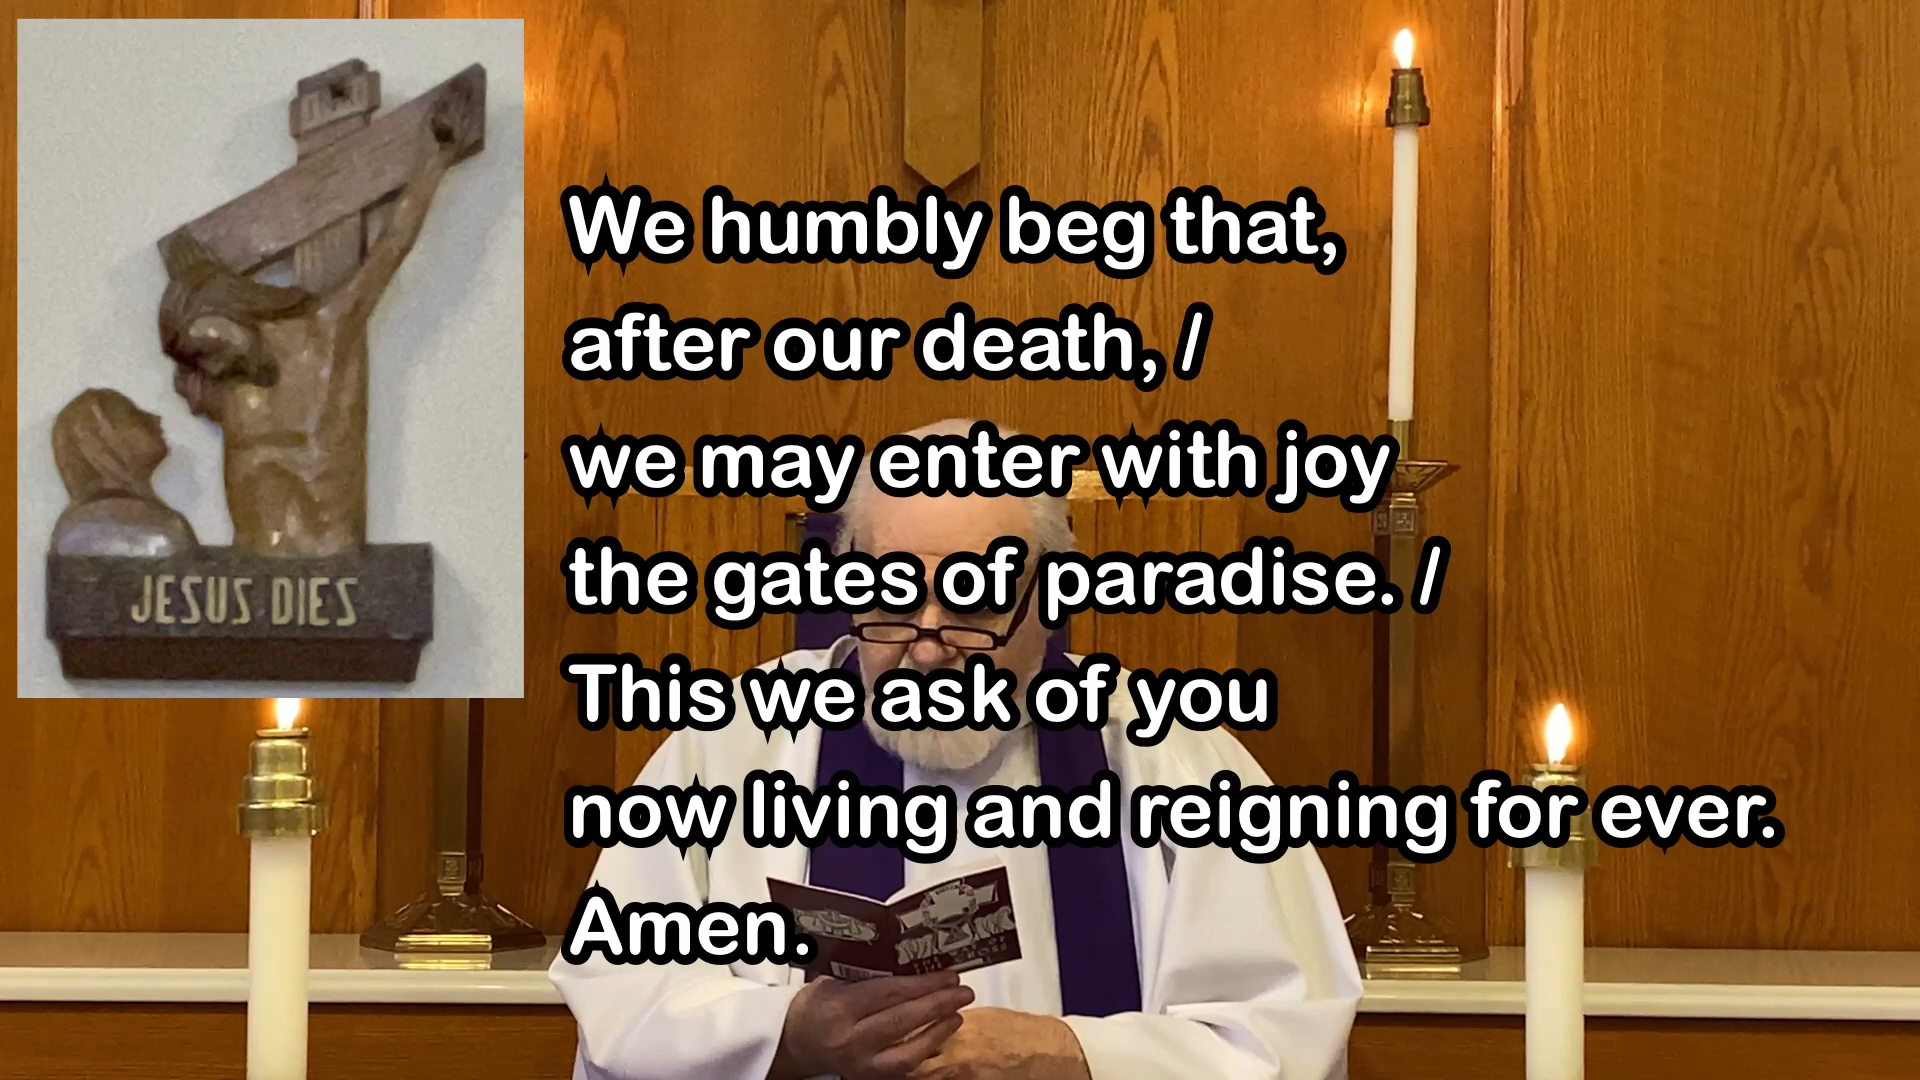 JESUS DIES
We humbly beg that,
after our death, /
we may enter with joy
the gates of paradise. /
This we ask of you
now living and reigning for ever.
Amen.